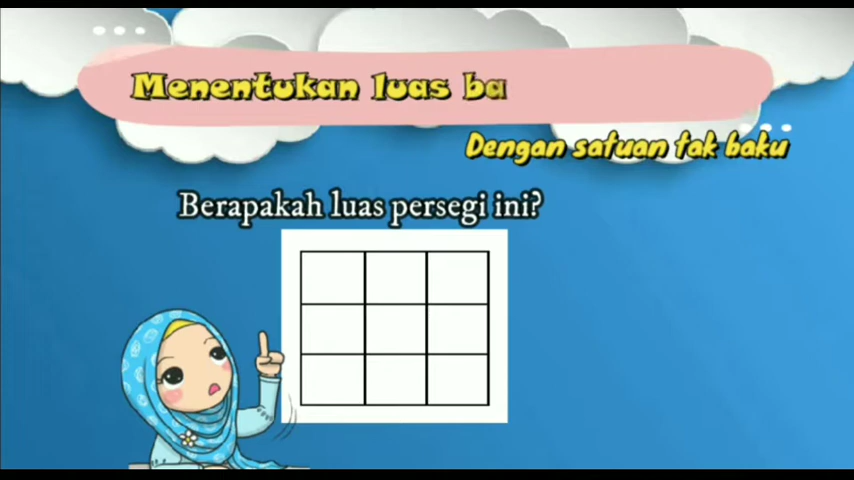 Menentukan luas ba
Dengan satuan tak baku
Berapakah luas persegi ini?